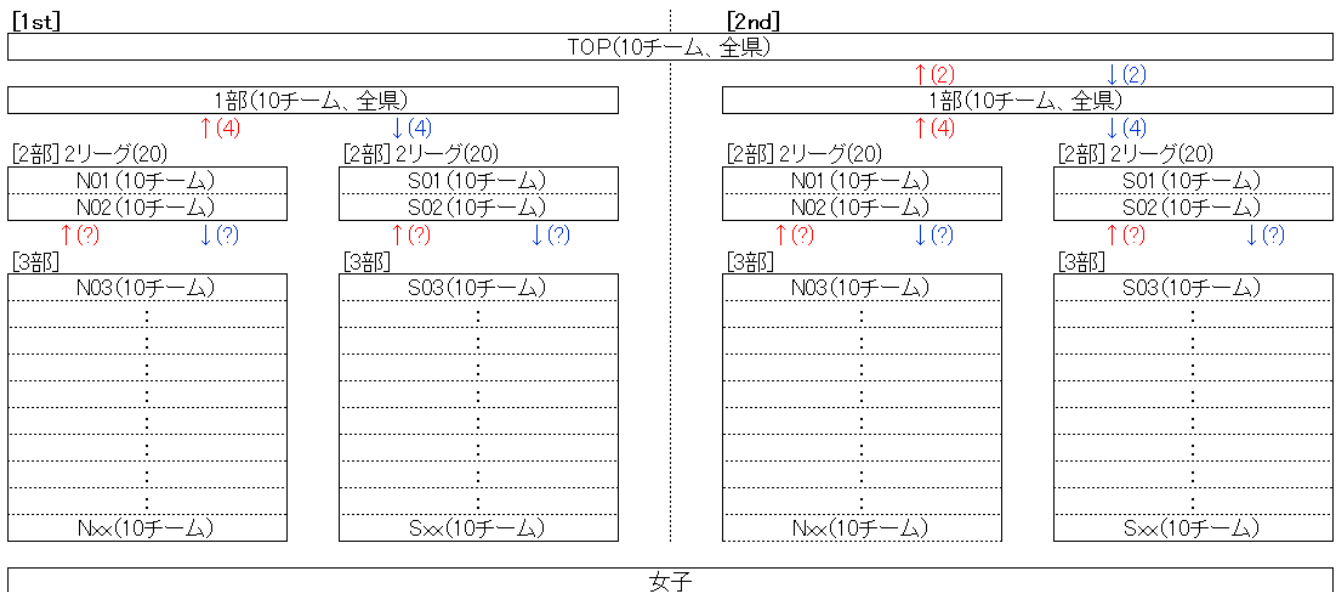 [1st] [2nd]
TOP(10チーム、全県)
↑(2) ↓(2)
1部(10チーム、全県) 1部(10チーム、全県)
↑(4) ↓(4) ↑(4) ↓(4)
[2部] 2リーグ(20) [2部] 2リーグ(20) [2部] 2リーグ(20) [2部] 2リーグ(20)
N01(10チーム) S01(10チーム) N01(10チーム) S01(10チーム)
N02(10チーム) S02(10チーム) N02(10チーム) S02(10チーム)
↑(?) ↓(?) ↑(?) ↓(?) ↑(?) ↓(?) ↑(?) ↓(?)
[3部] [3部] [3部] [3部]
N03(10チーム) S03(10チーム) N03(10チーム) S03(10チーム)
: : : :
: : : :
: : : :
: : : :
: : : :
: : : :
: : : :
: : : :
Nxx(10チーム) Sxx(10チーム) Nxx(10チーム) Sxx(10チーム)
女子